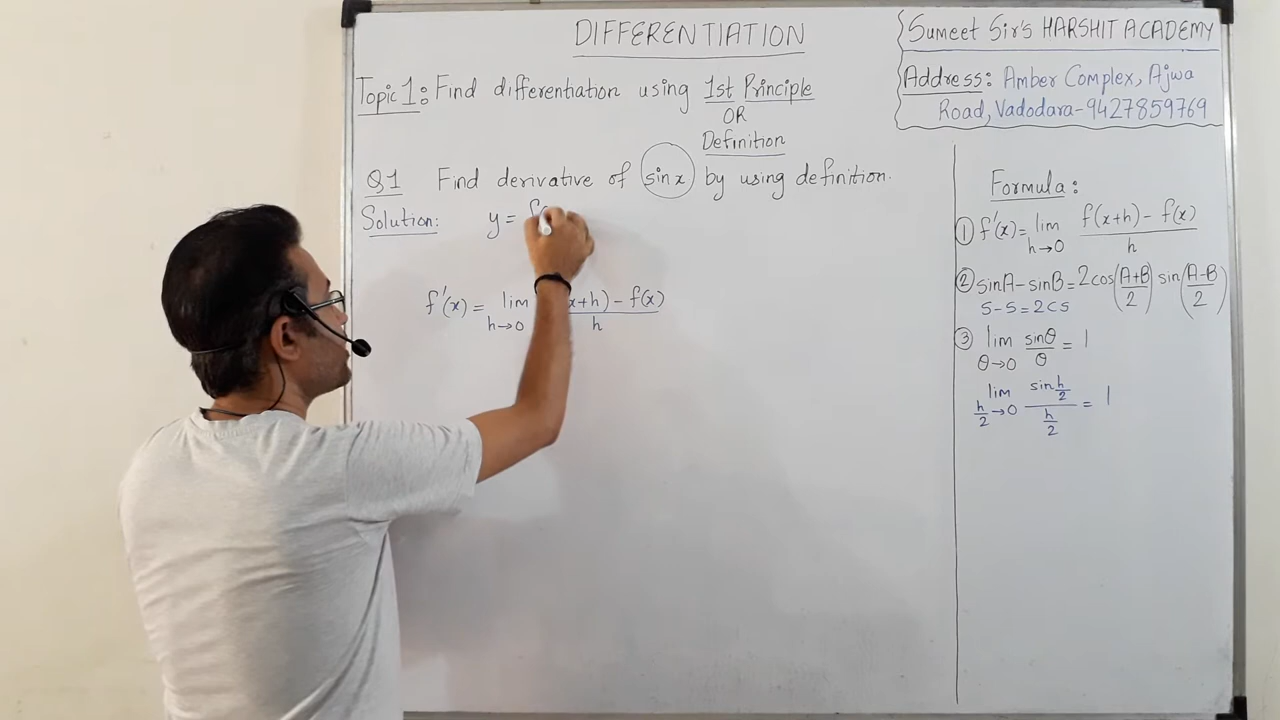 DIFFERENTIATION
Sumeet Sir's HARSHIT ACADEMY
Address: Amber Complex, Ajwa
Road, Vadodara-9427859769
Topic 1: Find differentiation using 1st Principle
OR
Definition
Q1 Find derivative of sin x by using definition.
Solution: y =
f'(x) = lim h→0 (x+h) - f(x) / h
Formula:
① f'(x) = lim h→0 f(x+h) - f(x) / h
② sinA - sinB = 2cos(A+B/2) sin(A-B/2)
S-S = 2CS
③ lim θ→0 sinθ/θ = 1
lim h/2→0 sin h/2 / h/2 = 1